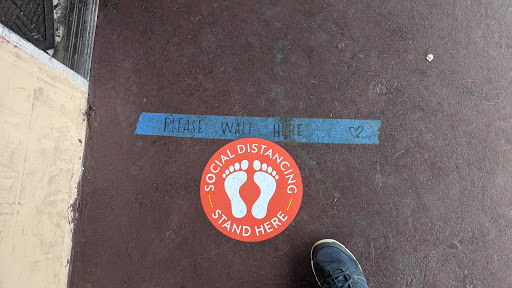 PLEASE WAIT HERE
SOCIAL DISTANCING
STAND HERE